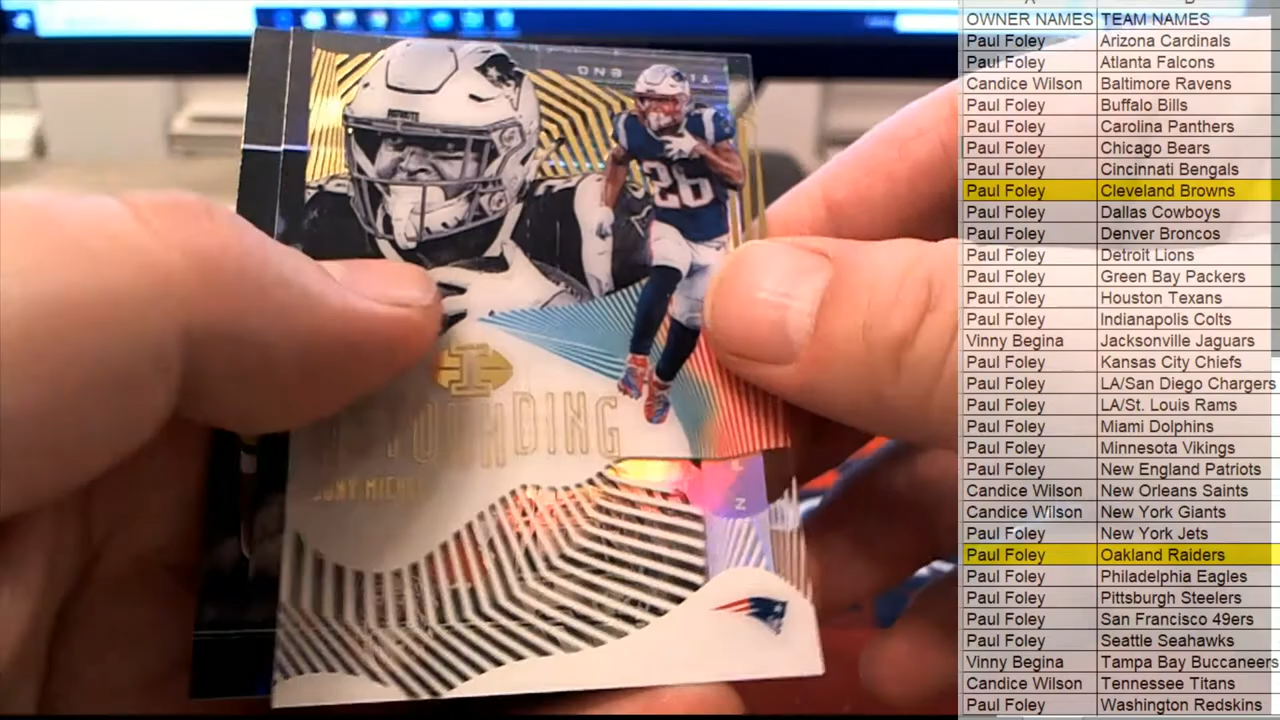 OWNER NAMES TEAM NAMES
Paul Foley Arizona Cardinals
Paul Foley Atlanta Falcons
Candice Wilson Baltimore Ravens
Paul Foley Buffalo Bills
Paul Foley Carolina Panthers
Paul Foley Chicago Bears
Paul Foley Cincinnati Bengals
Paul Foley Cleveland Browns
Paul Foley Dallas Cowboys
Paul Foley Denver Broncos
Paul Foley Detroit Lions
Paul Foley Green Bay Packers
Paul Foley Houston Texans
Paul Foley Indianapolis Colts
Vinny Begina Jacksonville Jaguars
Paul Foley Kansas City Chiefs
Paul Foley LA/San Diego Chargers
Paul Foley LA/St. Louis Rams
Paul Foley Miami Dolphins
Paul Foley Minnesota Vikings
Paul Foley New England Patriots
Candice Wilson New Orleans Saints
Candice Wilson New York Giants
Paul Foley New York Jets
Paul Foley Oakland Raiders
Paul Foley Philadelphia Eagles
Paul Foley Pittsburgh Steelers
Paul Foley San Francisco 49ers
Paul Foley Seattle Seahawks
Vinny Begina Tampa Bay Buccaneers
Candice Wilson Tennessee Titans
Paul Foley Washington Redskins
26
I